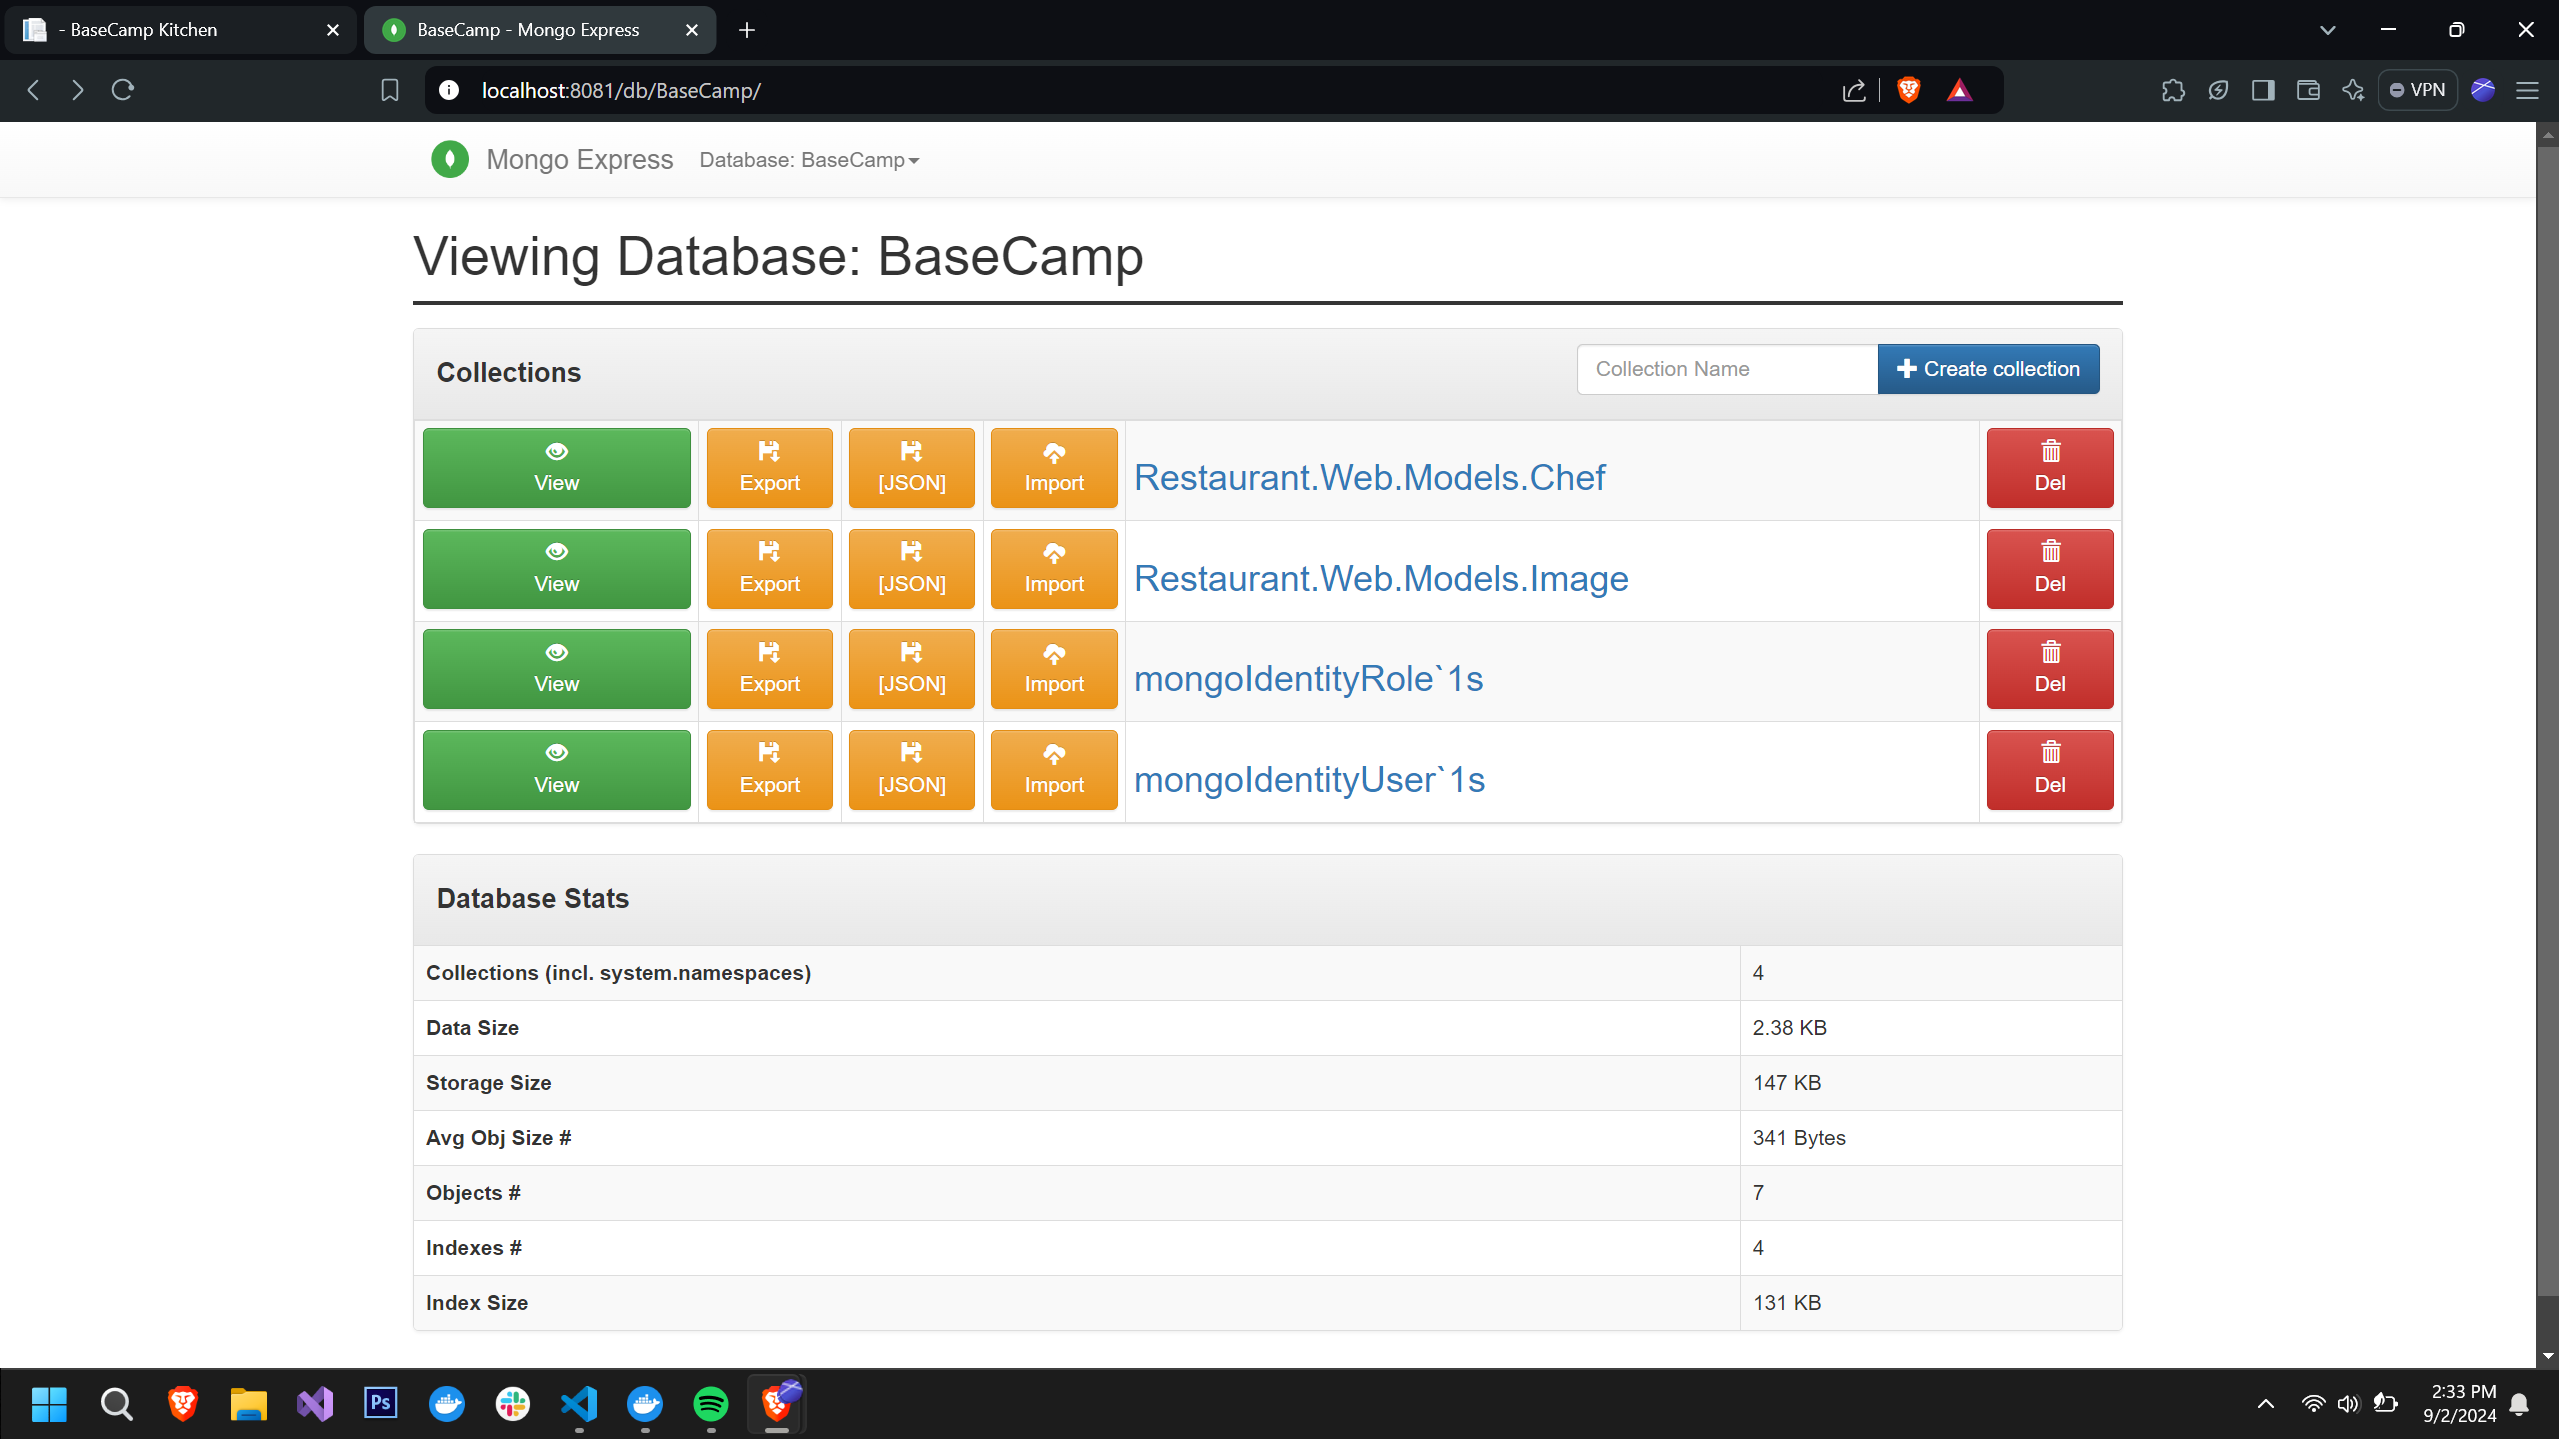 - BaseCamp Kitchen
BaseCamp - Mongo Express
localhost:8081/db/BaseCamp/
VPN
Mongo Express Database: BaseCamp
Viewing Database: BaseCamp
Collections
Collection Name
Create collection
View Export [JSON] Import Restaurant.Web.Models.Chef Del
View Export [JSON] Import Restaurant.Web.Models.Image Del
View Export [JSON] Import mongoIdentityRole`1s Del
View Export [JSON] Import mongoIdentityUser`1s Del
Database Stats
Collections (incl. system.namespaces) 4
Data Size 2.38 KB
Storage Size 147 KB
Avg Obj Size # 341 Bytes
Objects # 7
Indexes # 4
Index Size 131 KB
Ps
2:33 PM
9/2/2024